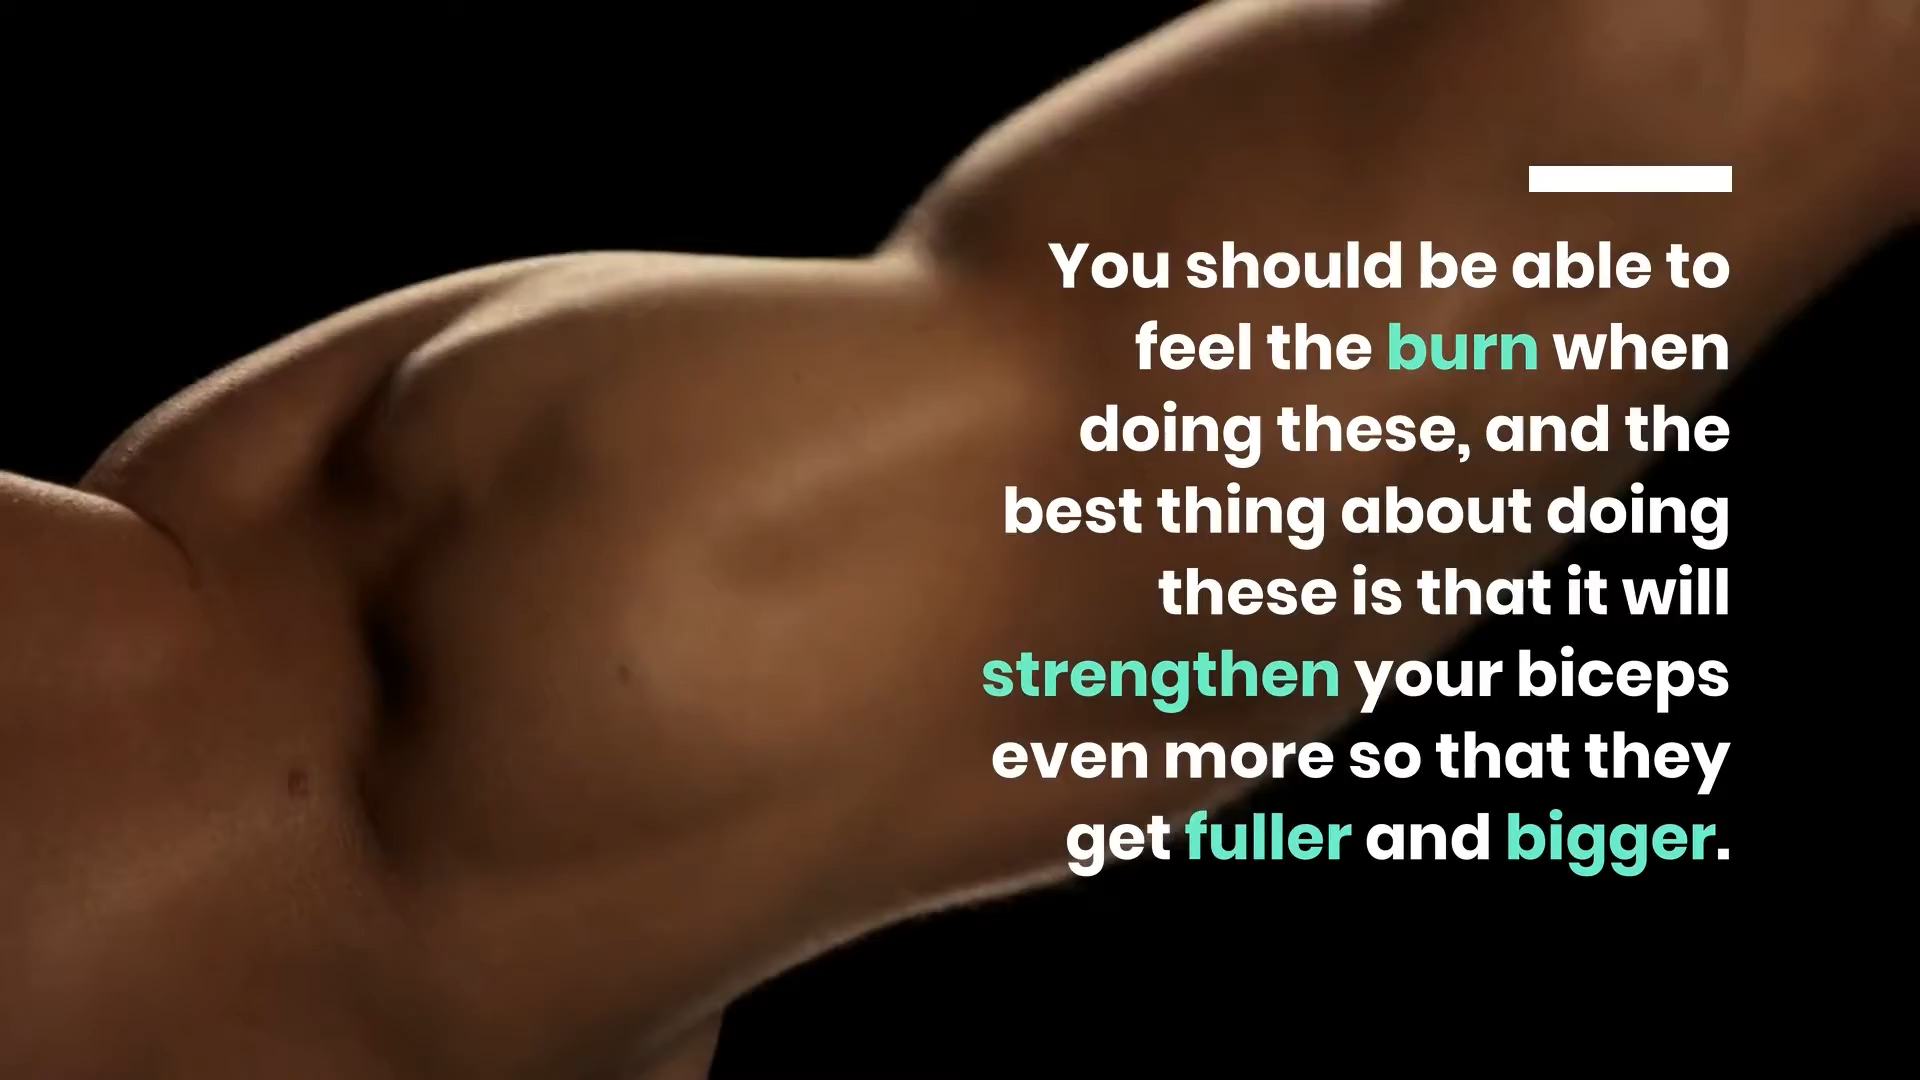 You should be able to
feel the burn when
doing these, and the
best thing about doing
these is that it will
strengthen your biceps
even more so that they
get fuller and bigger.